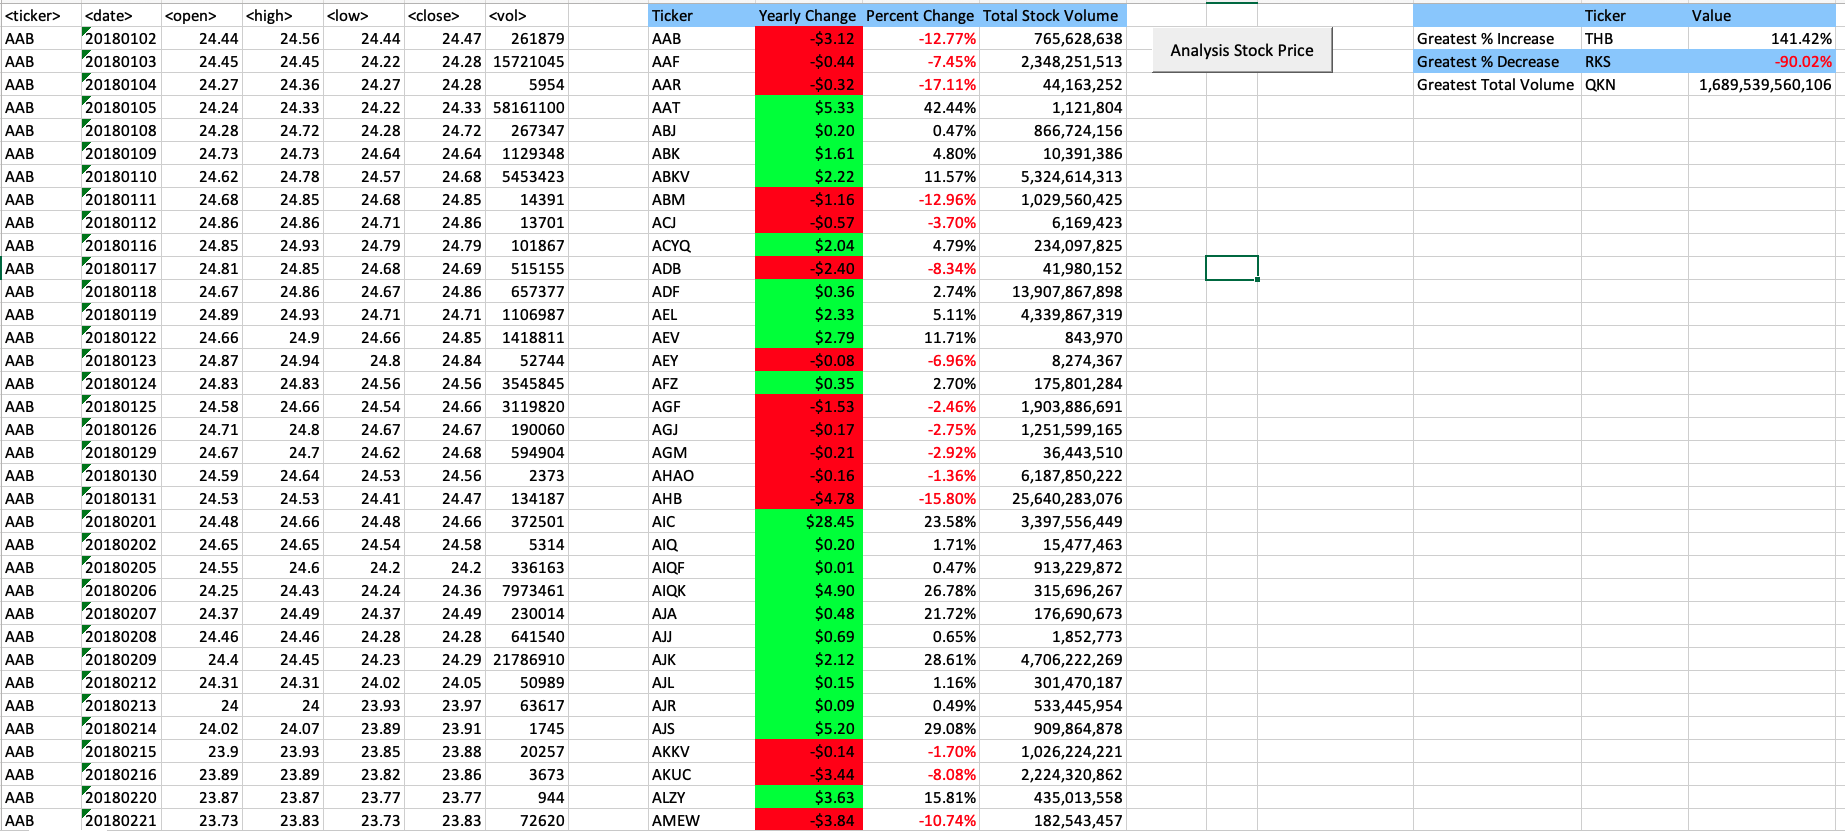 <ticker> <date> <open> <high> <low> <close> <vol> Ticker Yearly Change Percent Change Total Stock Volume Ticker Value
AAB 20180102 24.44 24.56 24.44 24.47 261879 AAB -$3.12 -12.77% 765,628,638 Analysis Stock Price Greatest % Increase THB 141.42%
AAB 20180103 24.45 24.45 24.22 24.28 15721045 AAF -$0.44 -7.45% 2,348,251,513 Greatest % Decrease RKS -90.02%
AAB 20180104 24.27 24.36 24.27 24.28 5954 AAR -$0.32 -17.11% 44,163,252 Greatest Total Volume QKN 1,689,539,560,106
AAB 20180105 24.24 24.33 24.22 24.33 58161100 AAT $5.33 42.44% 1,121,804
AAB 20180108 24.28 24.72 24.28 24.72 267347 ABJ $0.20 0.47% 866,724,156
AAB 20180109 24.73 24.73 24.64 24.64 1129348 ABK $1.61 4.80% 10,391,386
AAB 20180110 24.62 24.78 24.57 24.68 5453423 ABKV $2.22 11.57% 5,324,614,313
AAB 20180111 24.68 24.85 24.68 24.85 14391 ABM -$1.16 -12.96% 1,029,560,425
AAB 20180112 24.86 24.86 24.71 24.86 13701 ACJ -$0.57 -3.70% 6,169,423
AAB 20180116 24.85 24.93 24.79 24.79 101867 ACYQ $2.04 4.79% 234,097,825
AAB 20180117 24.81 24.85 24.68 24.69 515155 ADB -$2.40 -8.34% 41,980,152
AAB 20180118 24.67 24.86 24.67 24.86 657377 ADF $0.36 2.74% 13,907,867,898
AAB 20180119 24.89 24.93 24.71 24.71 1106987 AEL $2.33 5.11% 4,339,867,319
AAB 20180122 24.66 24.9 24.66 24.85 1418811 AEV $2.79 11.71% 843,970
AAB 20180123 24.87 24.94 24.8 24.84 52744 AEY -$0.08 -6.96% 8,274,367
AAB 20180124 24.83 24.83 24.56 24.56 3545845 AFZ $0.35 2.70% 175,801,284
AAB 20180125 24.58 24.66 24.54 24.66 3119820 AGF -$1.53 -2.46% 1,903,886,691
AAB 20180126 24.71 24.8 24.67 24.67 190060 AGJ -$0.17 -2.75% 1,251,599,165
AAB 20180129 24.67 24.7 24.62 24.68 594904 AGM -$0.21 -2.92% 36,443,510
AAB 20180130 24.59 24.64 24.53 24.56 2373 AHAO -$0.16 -1.36% 6,187,850,222
AAB 20180131 24.53 24.53 24.41 24.47 134187 AHB -$4.78 -15.80% 25,640,283,076
AAB 20180201 24.48 24.66 24.48 24.66 372501 AIC $28.45 23.58% 3,397,556,449
AAB 20180202 24.65 24.65 24.54 24.58 5314 AIQ $0.20 1.71% 15,477,463
AAB 20180205 24.55 24.6 24.2 24.2 336163 AIQF $0.01 0.47% 913,229,872
AAB 20180206 24.25 24.43 24.24 24.36 7973461 AIQK $4.90 26.78% 315,696,267
AAB 20180207 24.37 24.49 24.37 24.49 230014 AJA $0.48 21.72% 176,690,673
AAB 20180208 24.46 24.46 24.28 24.28 641540 AJJ $0.69 0.65% 1,852,773
AAB 20180209 24.4 24.45 24.23 24.29 21786910 AJK $2.12 28.61% 4,706,222,269
AAB 20180212 24.31 24.31 24.02 24.05 50989 AJL $0.15 1.16% 301,470,187
AAB 20180213 24 24 23.93 23.97 63617 AJR $0.09 0.49% 533,445,954
AAB 20180214 24.02 24.07 23.89 23.91 1745 AJS $5.20 29.08% 909,864,878
AAB 20180215 23.9 23.93 23.85 23.88 20257 AKKV -$0.14 -1.70% 1,026,224,221
AAB 20180216 23.89 23.89 23.82 23.86 3673 AKUC -$3.44 -8.08% 2,224,320,862
AAB 20180220 23.87 23.87 23.77 23.77 944 ALZY $3.63 15.81% 435,013,558
AAB 20180221 23.73 23.83 23.73 23.83 72620 AMEW -$3.84 -10.74% 182,543,457